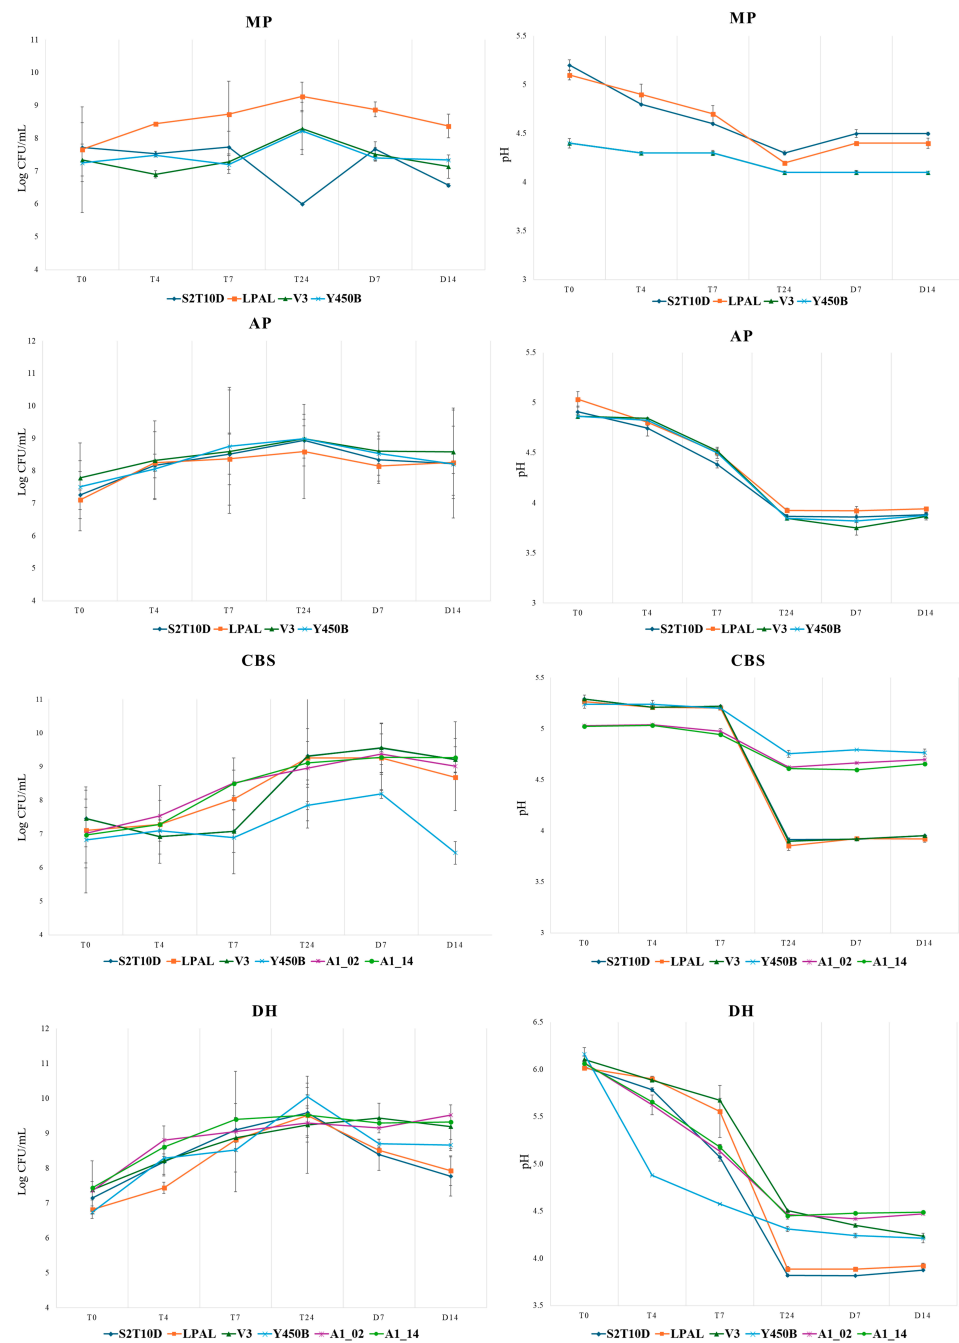 MP
11
10
9
8
7
6
5
4
Log CFU/mL
T0 T4 T7 T24 D7 D14
S2T10D LPAL V3 Y450B
MP
5.5
5
4.5
4
3.5
3
pH
T0 T4 T7 T24 D7 D14
S2T10D LPAL V3 Y450B
AP
12
11
10
9
8
7
6
5
4
Log CFU/mL
T0 T4 T7 T24 D7 D14
S2T10D LPAL V3 Y450B
AP
5.5
5
4.5
4
3.5
3
pH
T0 T4 T7 T24 D7 D14
S2T10D LPAL V3 Y450B
CBS
11
10
9
8
7
6
5
4
Log CFU/mL
T0 T4 T7 T24 D7 D14
S2T10D LPAL V3 Y450B A1_02 A1_14
CBS
5.5
5
4.5
4
3.5
3
pH
T0 T4 T7 T24 D7 D14
S2T10D LPAL V3 Y450B A1_02 A1_14
DH
12
11
10
9
8
7
6
5
4
Log CFU/mL
T0 T4 T7 T24 D7 D14
S2T10D LPAL V3 Y450B A1_02 A1_14
DH
6.5
6.0
5.5
5.0
4.5
4.0
3.5
pH
T0 T4 T7 T24 D7 D14
S2T10D LPAL V3 Y450B A1_02 A1_14